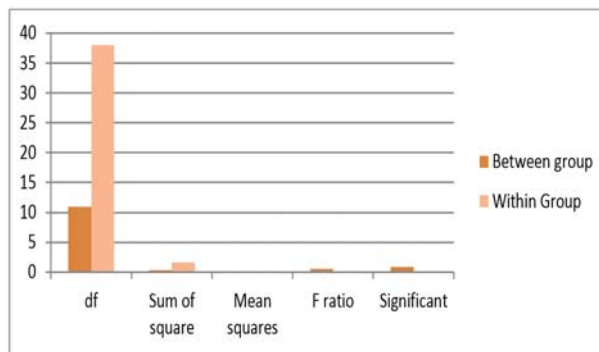 40
35
30
25
20
15
10
5
0
df
Sum of
square
Mean
squares
F ratio
Significant
Between group
Within Group